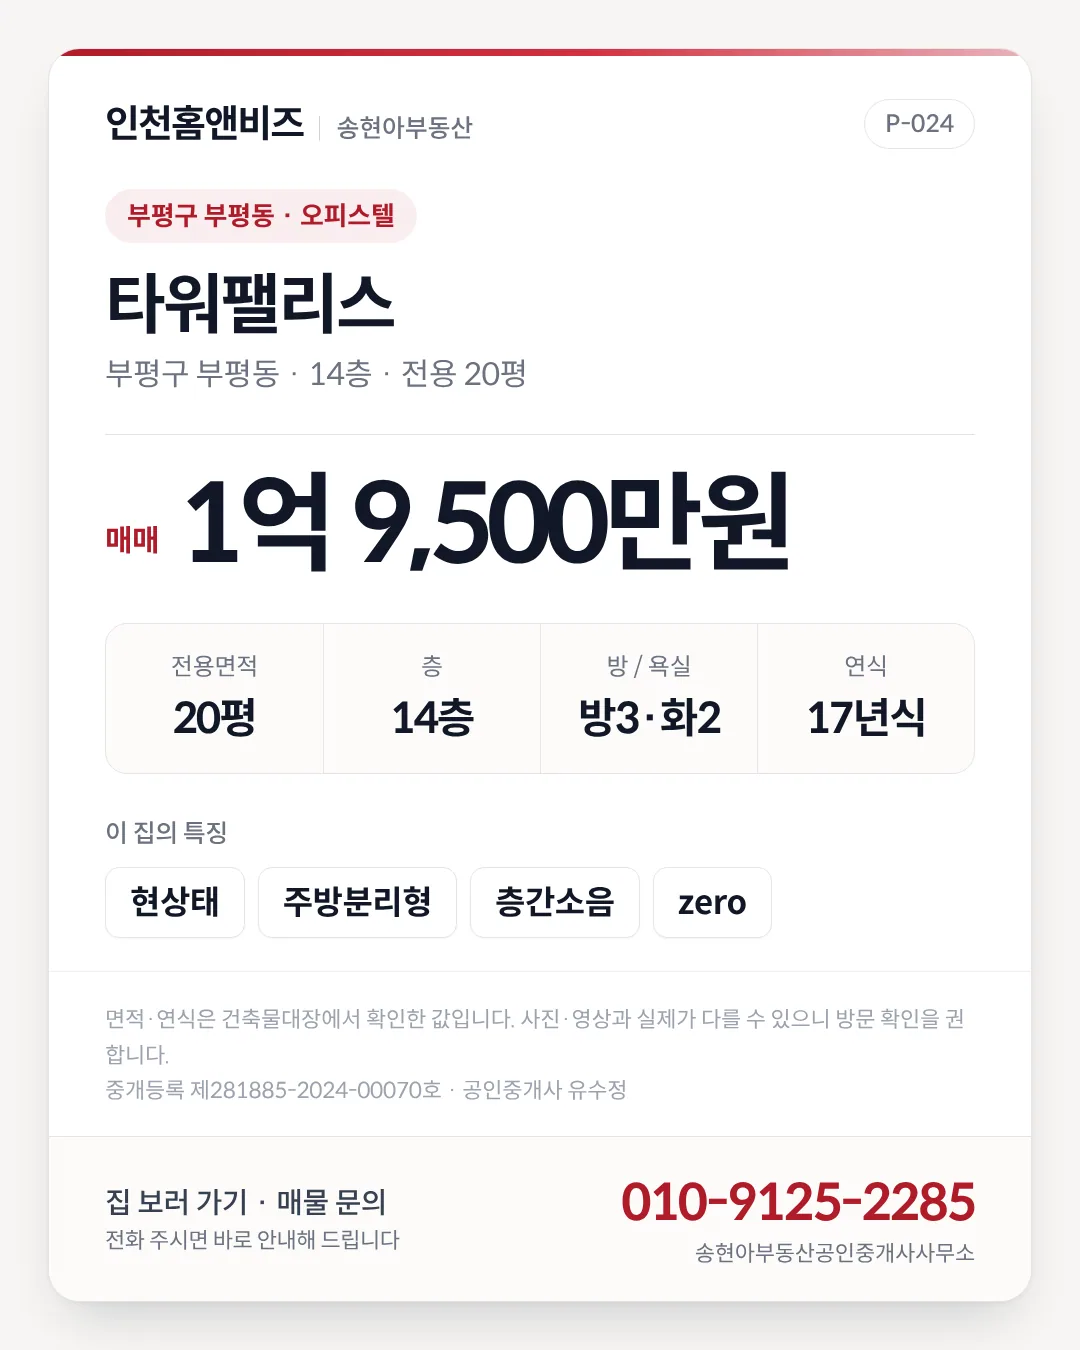 인천홈앤비즈 | 송현아부동산
P-024
부평구 부평동 · 오피스텔
타워팰리스
부평구 부평동 · 14층 · 전용 20평
매매 1억 9,500만원
전용면적 층 방 / 욕실 연식
20평 14층 방3·화2 17년식
이 집의 특징
현상태 주방분리형 층간소음 zero
면적·연식은 건축물대장에서 확인한 값입니다. 사진·영상과 실제가 다를 수 있으니 방문 확인을 권
합니다.
중개등록 제281885-2024-00070호 · 공인중개사 유수정
집 보러 가기 · 매물 문의
전화 주시면 바로 안내해 드립니다
010-9125-2285
송현아부동산공인중개사사무소